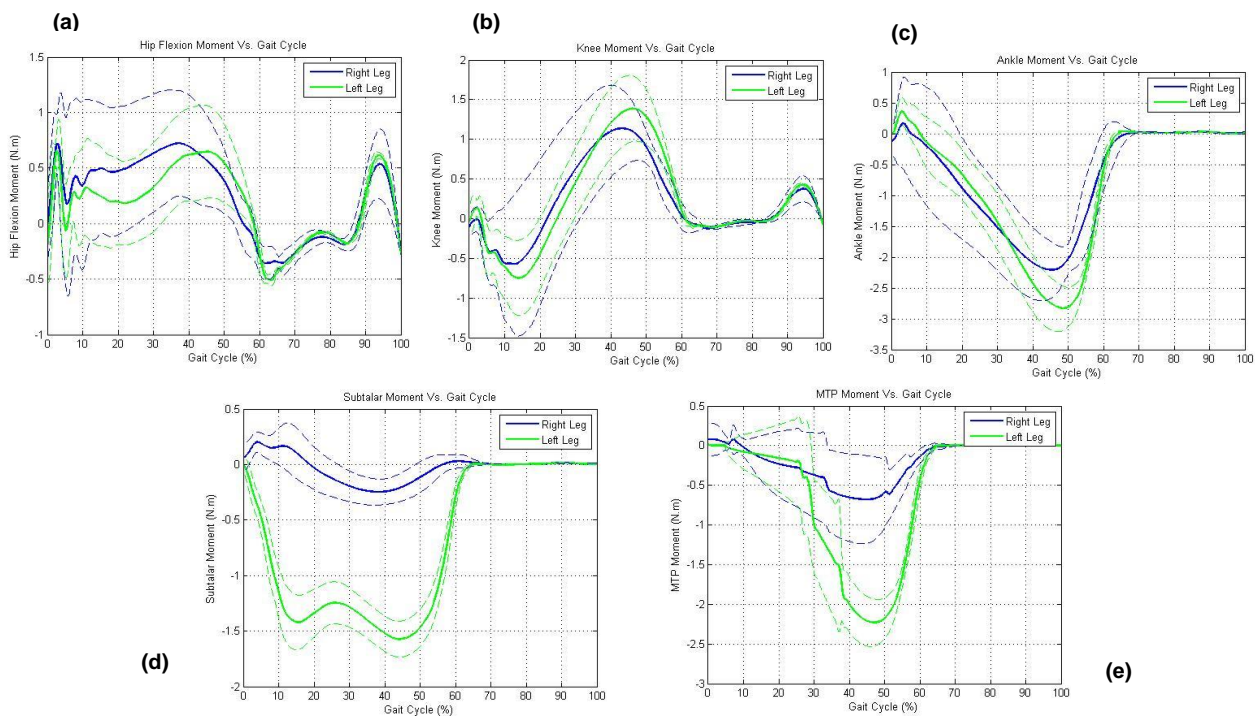 (a)
Hip Flexion Moment Vs. Gait Cycle
1.5
1
0.5
0
-0.5
-1
Hip Flexion Moment (N.m)
0 10 20 30 40 50 60 70 80 90 100
Gait Cycle (%)
Right Leg
Left Leg
(b)
Knee Moment Vs. Gait Cycle
2
1.5
1
0.5
0
-0.5
-1
-1.5
Knee Moment (N.m)
0 10 20 30 40 50 60 70 80 90 100
Gait Cycle (%)
Right Leg
Left Leg
(c)
Ankle Moment Vs. Gait Cycle
1
0.5
0
-0.5
-1
-1.5
-2
-2.5
-3
-3.5
Ankle Moment (N.m)
0 10 20 30 40 50 60 70 80 90 100
Gait Cycle (%)
Right Leg
Left Leg
Subtalar Moment Vs. Gait Cycle
0.5
0
-0.5
-1
-1.5
-2
Subtalar Moment (N.m)
0 10 20 30 40 50 60 70 80 90 100
Gait Cycle (%)
Right Leg
Left Leg
(d)
MTP Moment Vs. Gait Cycle
0.5
0
-0.5
-1
-1.5
-2
-2.5
-3
MTP Moment (N.m)
0 10 20 30 40 50 60 70 80 90 100
Gait Cycle (%)
Right Leg
Left Leg
(e)